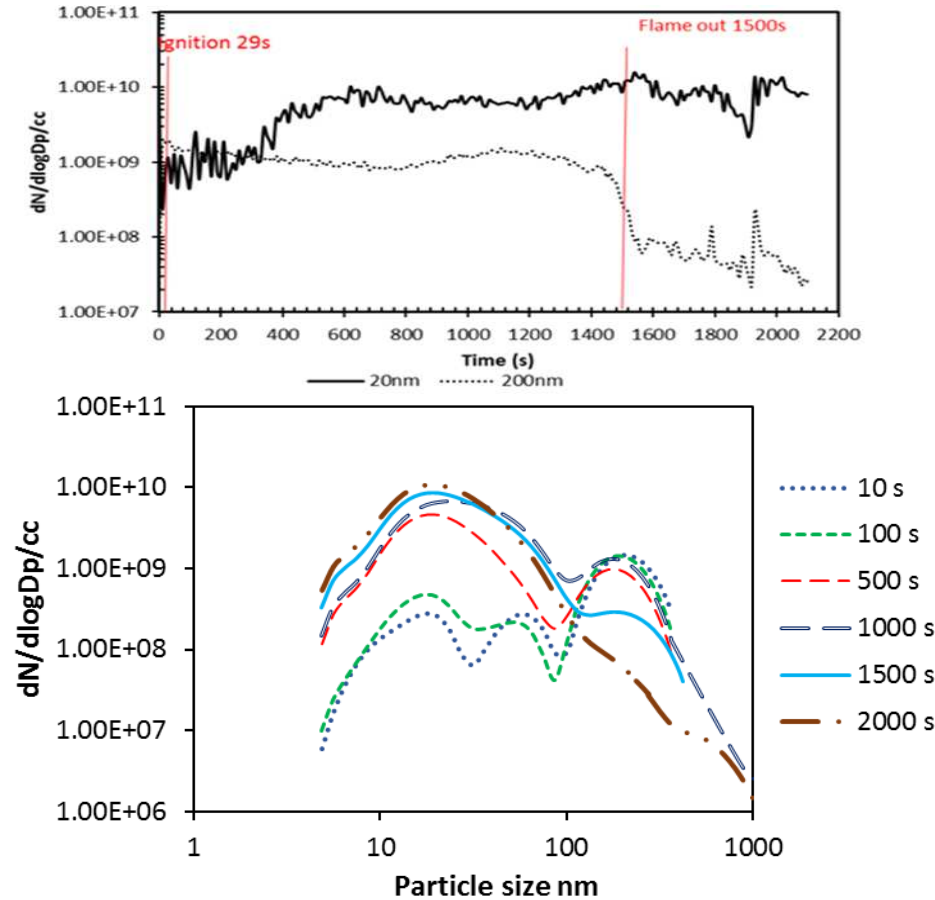 1.00E+11
Ignition 29s
Flame out 1500s
1.00E+10
1.00E+09
1.00E+08
1.00E+07
dN/dlogDp/cc
0 200 400 600 800 1000 1200 1400 1600 1800 2000 2200
Time (s)
20nm 200nm
1.00E+11
1.00E+10
1.00E+09
1.00E+08
1.00E+07
1.00E+06
dN/dlogDp/cc
1 10 100 1000
Particle size nm
10 s
100 s
500 s
1000 s
1500 s
2000 s